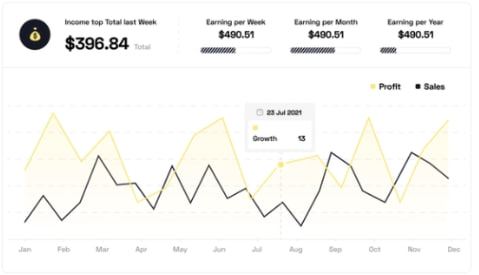 Income top Total last Week
$396.84 Total
Earning per Week
$490.51
Earning per Month
$490.51
Earning per Year
$490.51
Profit Sales
23 Jul 2021
Growth 13
Jan Feb Mar Apr May Jun Jul Aug Sep Oct Nov Dec